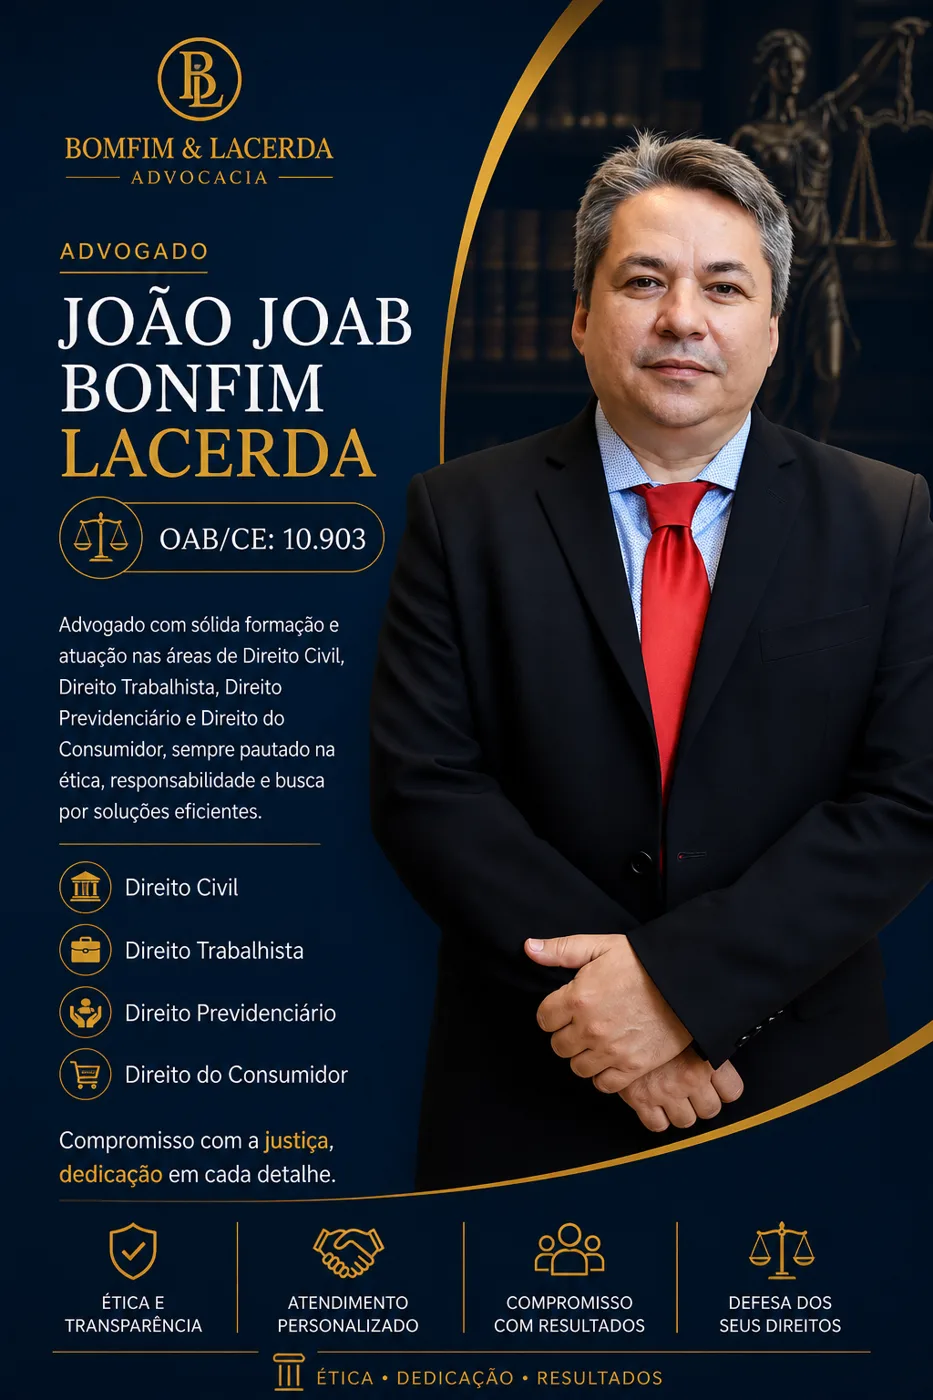 BL
BOMFIM & LACERDA
ADVOCACIA
ADVOGADO
JOÃO JOAB
BONFIM
LACERDA
OAB/CE: 10.903
Advogado com sólida formação e
atuação nas áreas de Direito Civil,
Direito Trabalhista, Direito
Previdenciário e Direito do
Consumidor, sempre pautado na
ética, responsabilidade e busca
por soluções eficientes.
Direito Civil
Direito Trabalhista
Direito Previdenciário
Direito do Consumidor
Compromisso com a justiça,
dedicação em cada detalhe.
ÉTICA E
TRANSPARÊNCIA
ATENDIMENTO
PERSONALIZADO
COMPROMISSO
COM RESULTADOS
DEFESA DOS
SEUS DIREITOS
ÉTICA • DEDICAÇÃO • RESULTADOS